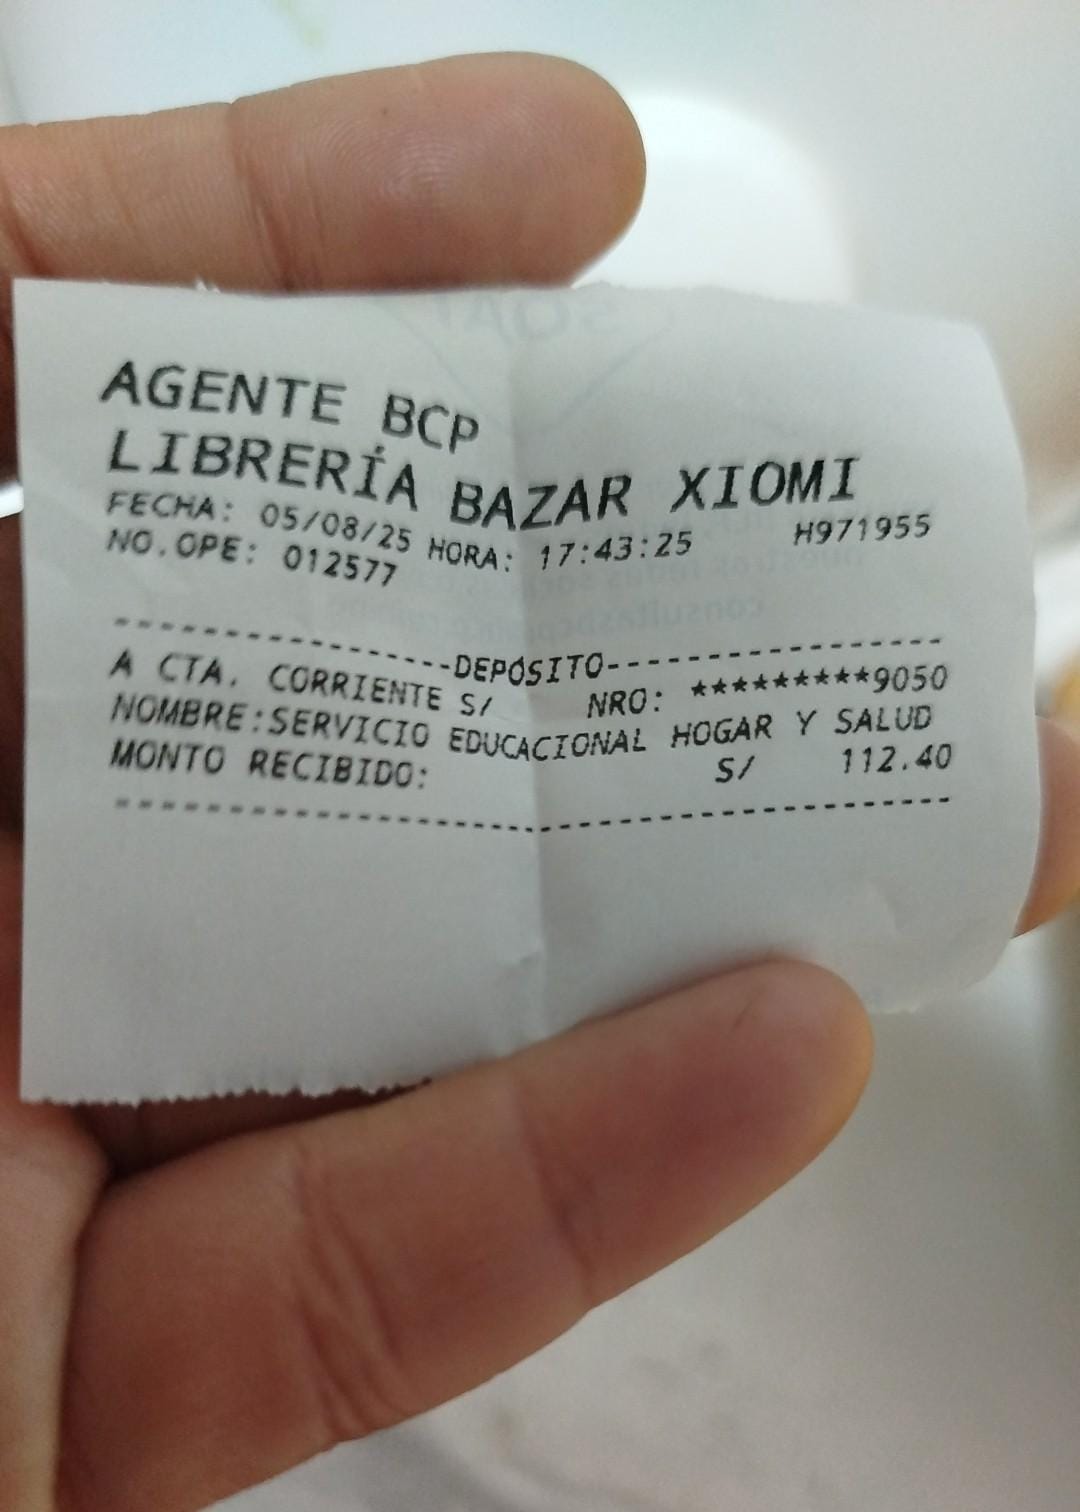 AGENTE BCP
LIBRERÍA BAZAR XIOMI
FECHA: 05/08/25 HORA: 17:43:25 H971955
NO.OPE: 012577
--------------------DEPÓSITO--------------------
A CTA. CORRIENTE S/ NRO: *********9050
NOMBRE:SERVICIO EDUCACIONAL HOGAR Y SALUD
MONTO RECIBIDO: S/ 112.40